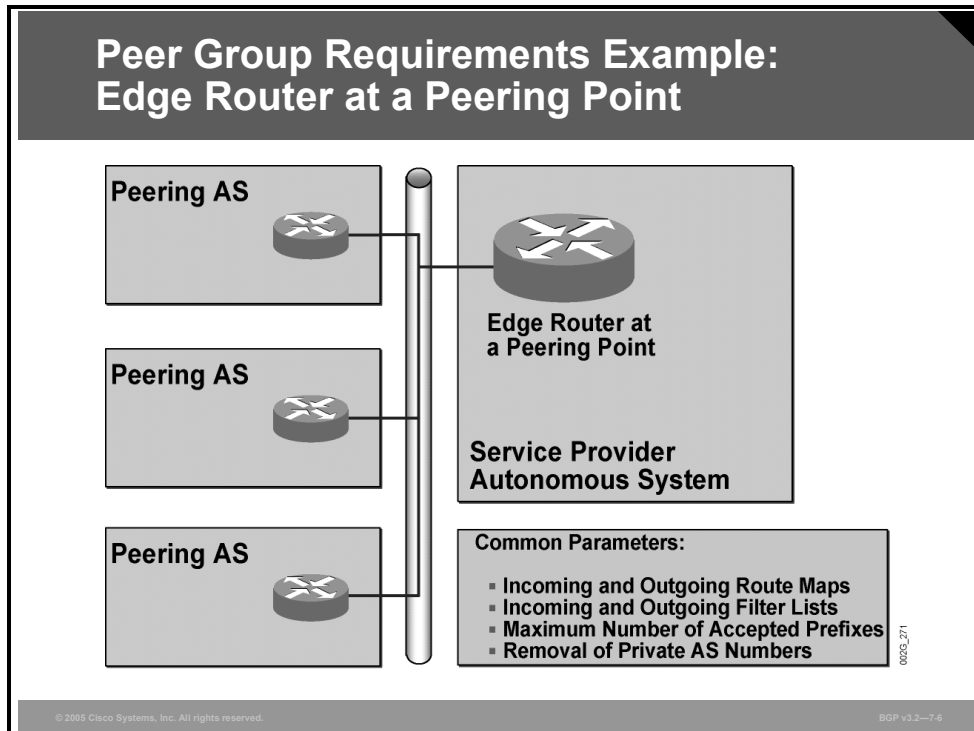 Peer Group Requirements Example:
Edge Router at a Peering Point
Peering AS
Peering AS
Peering AS
Edge Router at
a Peering Point
Service Provider
Autonomous System
Common Parameters:
▪ Incoming and Outgoing Route Maps
▪ Incoming and Outgoing Filter Lists
▪ Maximum Number of Accepted Prefixes
▪ Removal of Private AS Numbers
002G_271
© 2005 Cisco Systems, Inc. All rights reserved.
BGP v3.2—7-6